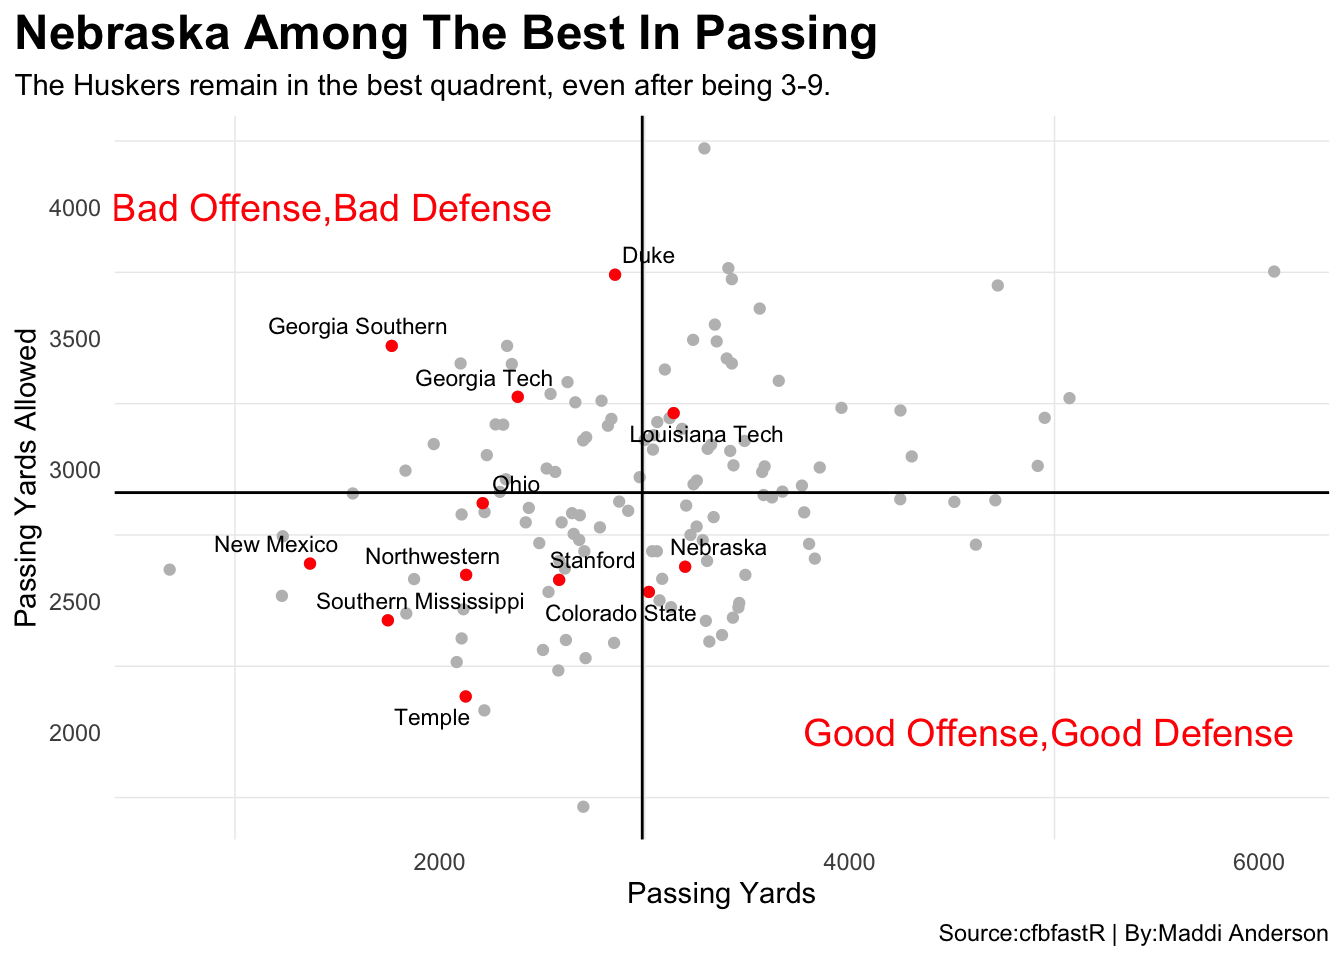 Nebraska Among The Best In Passing
The Huskers remain in the best quadrent, even after being 3-9.
4000
Bad Offense,Bad Defense
Duke
Georgia Southern
3500
Georgia Tech
Louisiana Tech
Passing Yards Allowed
3000
Ohio
New Mexico
Northwestern
Stanford
Nebraska
2500
Southern Mississippi
Colorado State
Temple
2000
Good Offense,Good Defense
2000
4000
6000
Passing Yards
Source:cfbfastR | By:Maddi Anderson